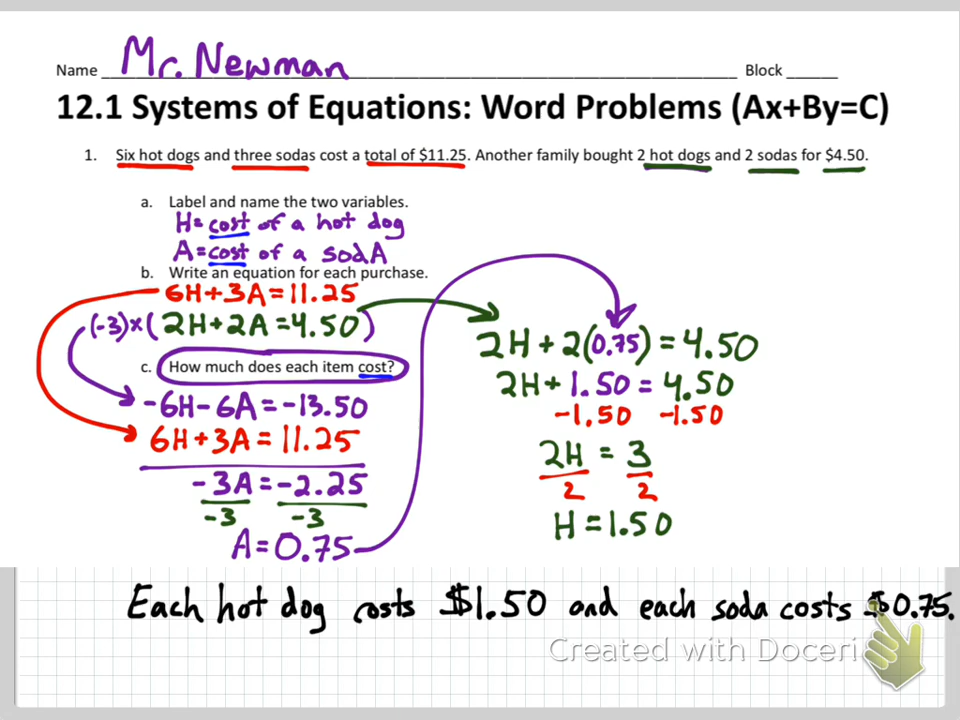 Name Mr. Newman Block
12.1 Systems of Equations: Word Problems (Ax+By=C)
1. Six hot dogs and three sodas cost a total of $11.25. Another family bought 2 hot dogs and 2 sodas for $4.50.
a. Label and name the two variables.
H = cost of a hot dog
A = cost of a sodA
b. Write an equation for each purchase.
6H + 3A = 11.25
(-3) × ( 2H + 2A = 4.50 )
c. How much does each item cost?
-6H - 6A = -13.50
6H + 3A = 11.25
-3A = -2.25
-3 -3
A = 0.75
2H + 2(0.75) = 4.50
2H + 1.50 = 4.50
-1.50 -1.50
2H = 3
2 2
H = 1.50
Each hot dog costs $1.50 and each soda costs $0.75.
Created with Doceri